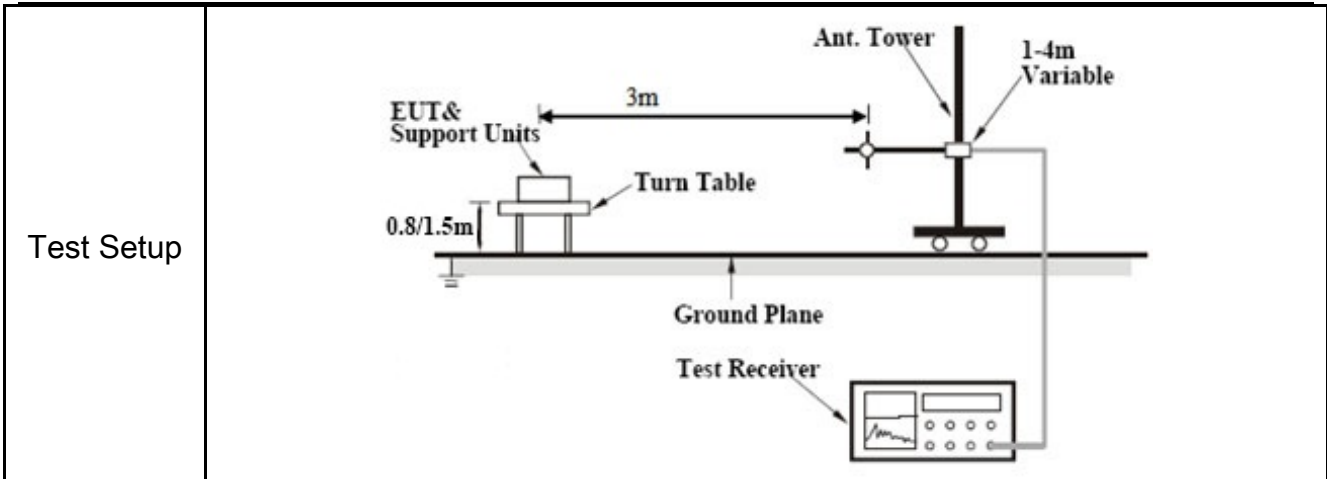 Test Setup
Ant. Tower
1-4m
Variable
3m
EUT&
Support Units
Turn Table
0.8/1.5m
Ground Plane
Test Receiver